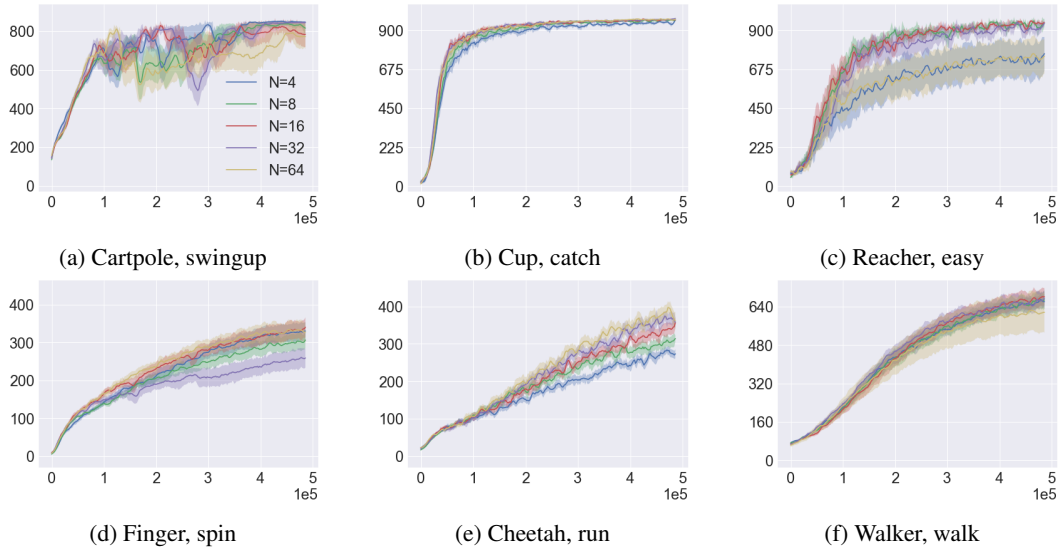 800
600
400
200
0
N=4
N=8
N=16
N=32
N=64
0 1 2 3 4 5
1e5
(a) Cartpole, swingup
900
675
450
225
0
0 1 2 3 4 5
1e5
(b) Cup, catch
900
675
450
225
0
0 1 2 3 4 5
1e5
(c) Reacher, easy
400
300
200
100
0
0 1 2 3 4 5
1e5
(d) Finger, spin
400
300
200
100
0
0 1 2 3 4 5
1e5
(e) Cheetah, run
640
480
320
160
0
0 1 2 3 4 5
1e5
(f) Walker, walk